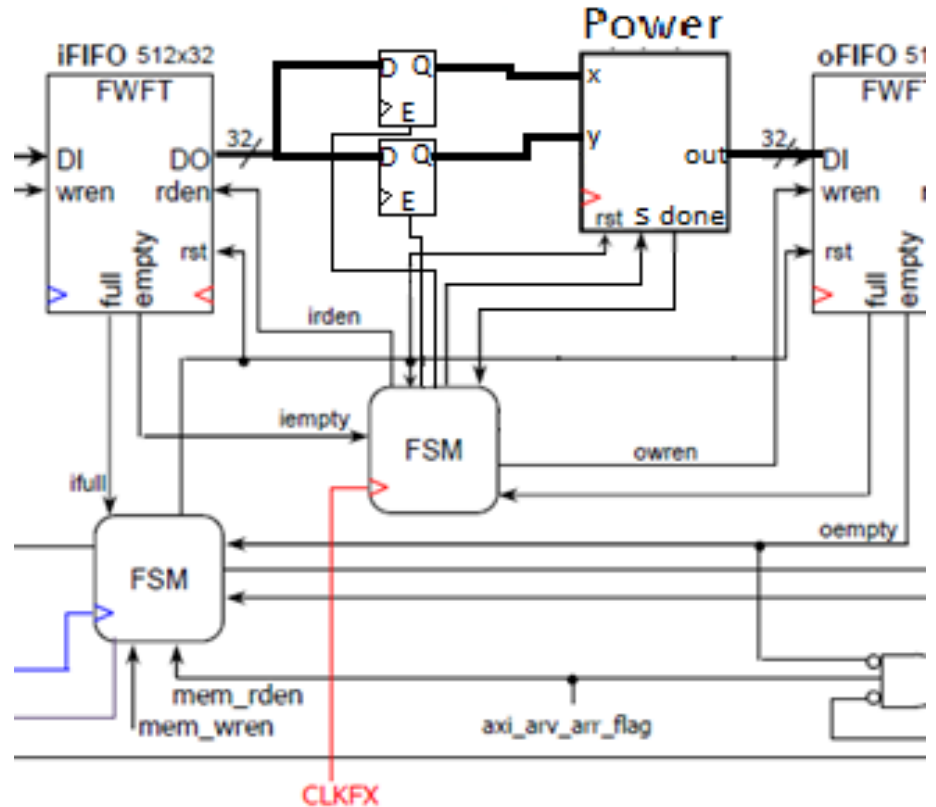 Power
iFIFO 512x32
oFIFO 51
FWFT
FWF
D Q
E
D Q
E
x
y
out
rst S done
32
32
DI
DO
wren
rden
rst
full
empty
DI
wren
rst
full
empty
irden
iempty
FSM
owren
ifull
oempty
FSM
mem_rden
mem_wren
axi_arv_arr_flag
CLKFX